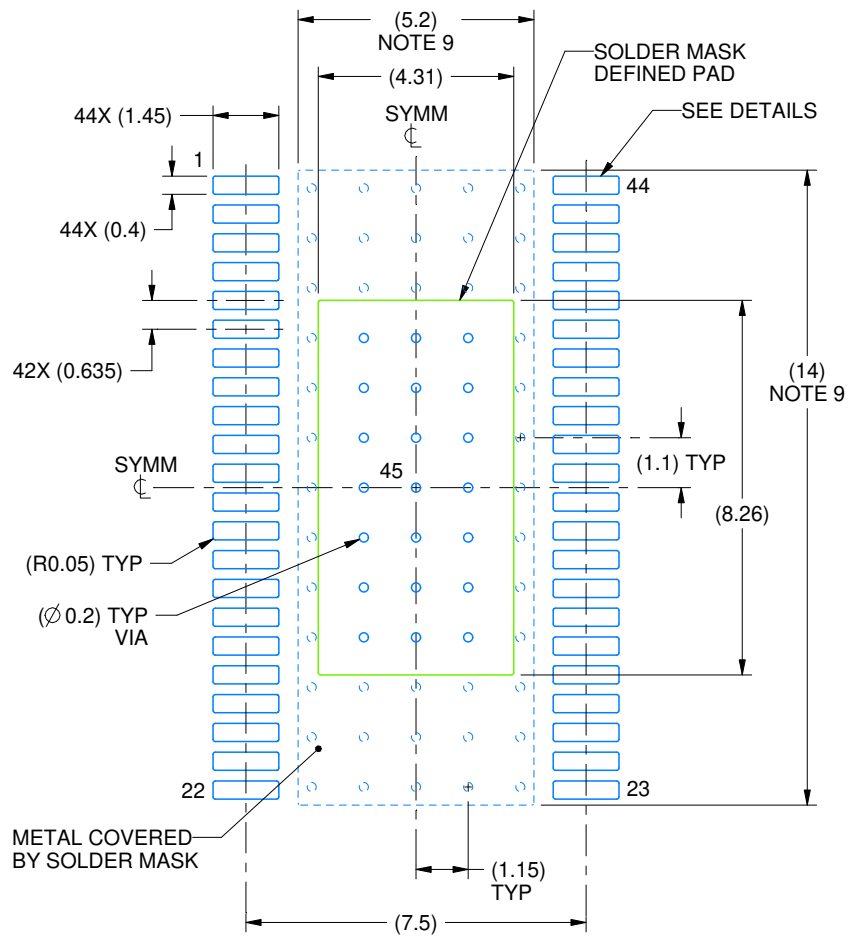 (5.2)
NOTE 9
SOLDER MASK
DEFINED PAD
(4.31)
44X (1.45)
SYMM
SEE DETAILS
1
44
44X (0.4)
42X (0.635)
(14)
NOTE 9
SYMM
45
(1.1) TYP
(8.26)
(R0.05) TYP
(∅ 0.2) TYP
VIA
22
23
METAL COVERED
BY SOLDER MASK
(1.15)
TYP
(7.5)